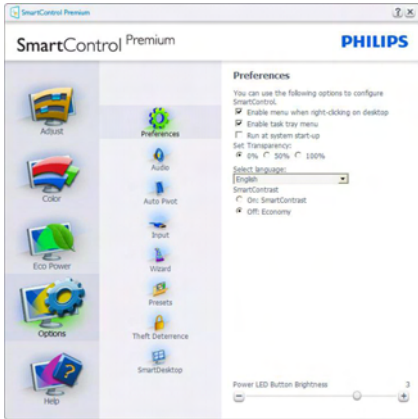 SmartControl Premium
SmartControl Premium
PHILIPS
Adjust
Color
Eco Power
Options
Help
Preferences
Audio
Auto Pivot
Input
Wizard
Presets
Theft Deterrence
SmartDesktop
Preferences
You can use the following options to configure
SmartControl.
Enable menu when right-clicking on desktop
Enable task tray menu
Run at system start-up
Set Transparency:
0% 50% 100%
Select language:
English
SmartContrast
On: SmartContrast
Off: Economy
Power LED Button Brightness 3